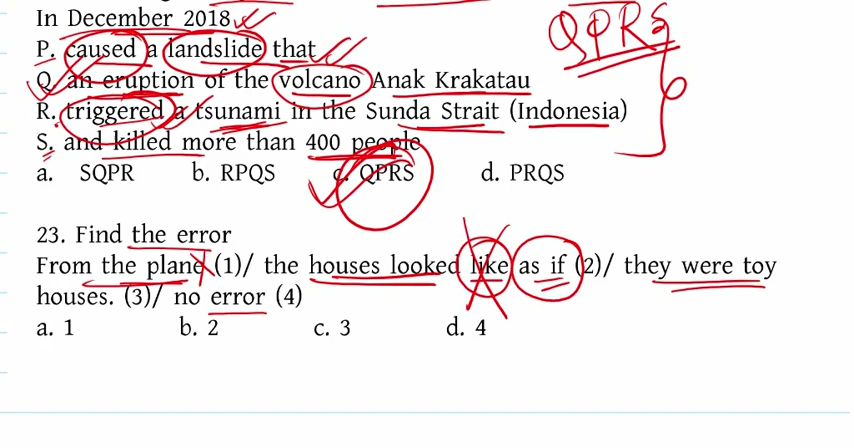 QPRS
In December 2018
P. caused a landslide that
Q. an eruption of the volcano Anak Krakatau
R. triggered a tsunami in the Sunda Strait (Indonesia)
S. and killed more than 400 people
a. SQPR b. RPQS c. QPRS d. PRQS
23. Find the error
From the plane (1)/ the houses looked like as if (2)/ they were toy
houses. (3)/ no error (4)
a. 1 b. 2 c. 3 d. 4